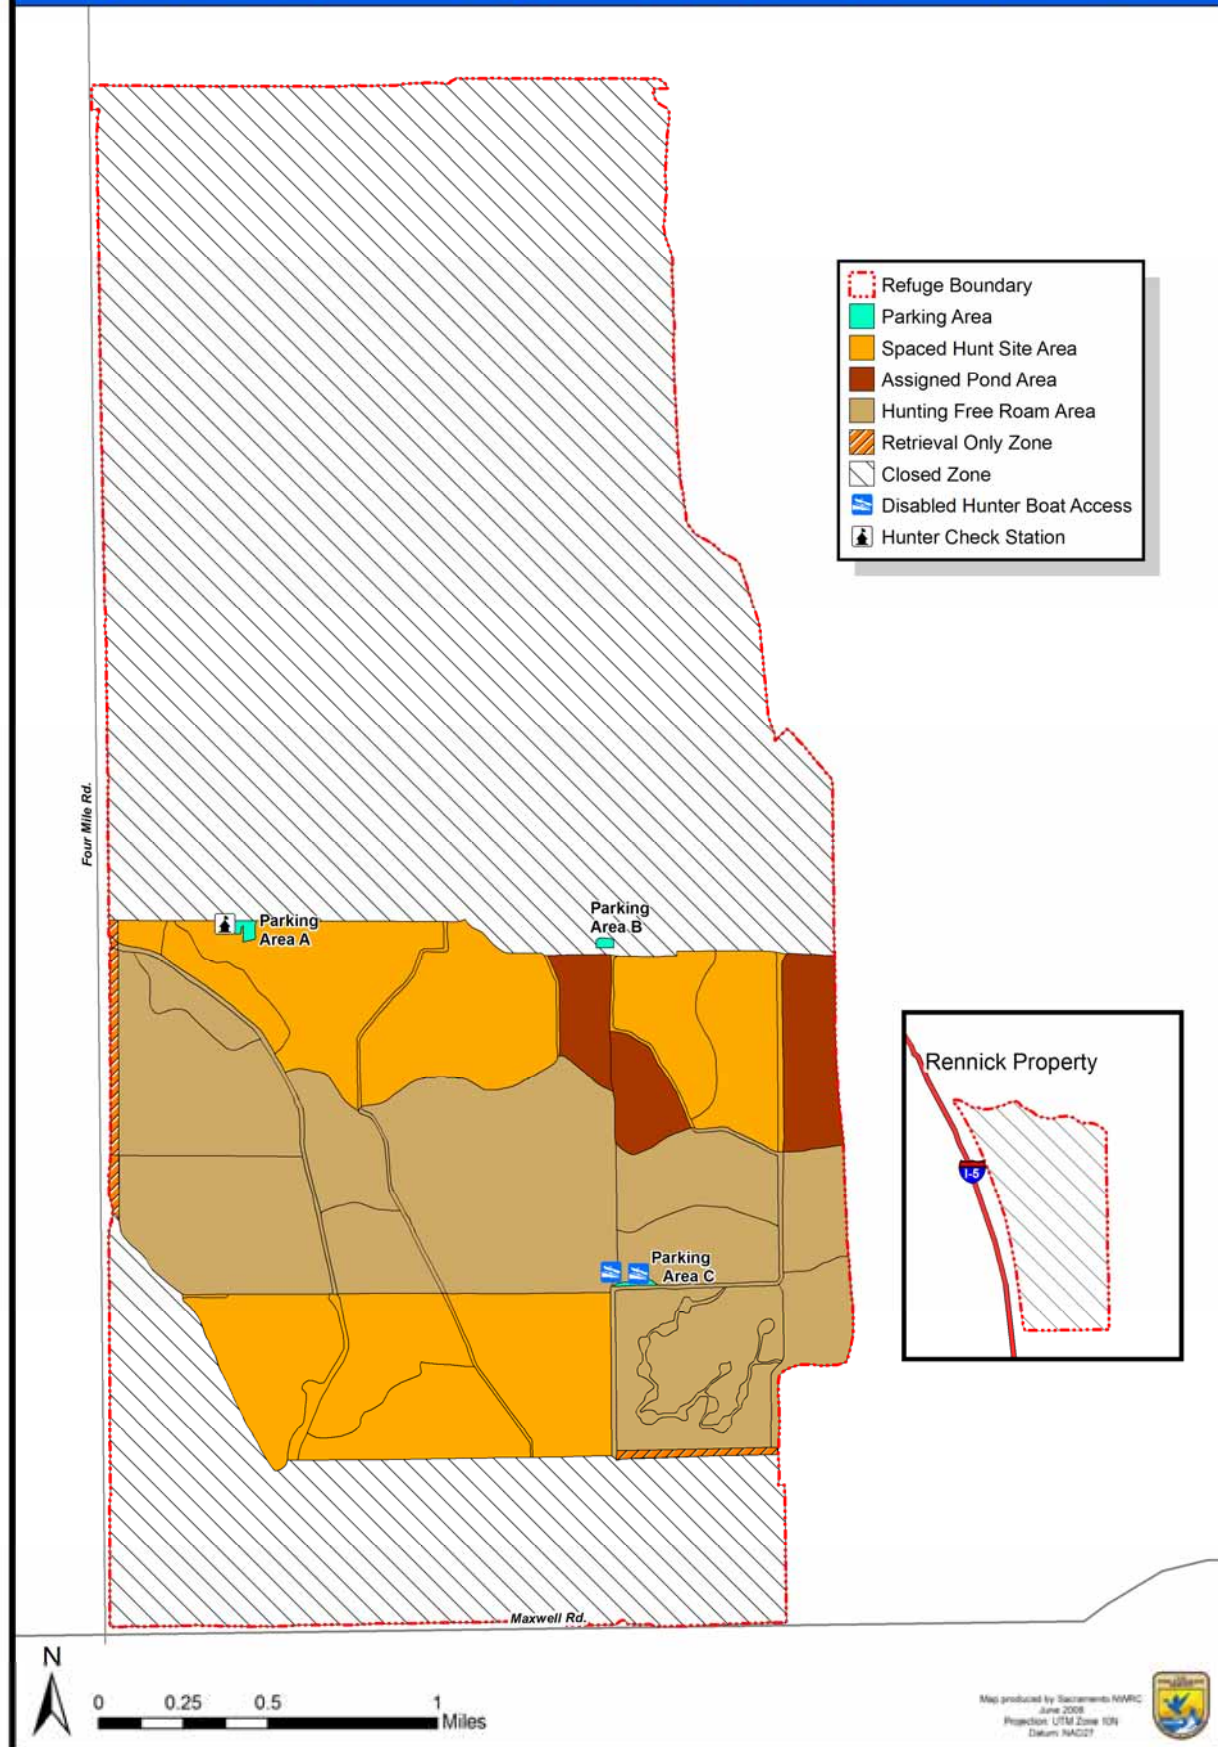 Refuge Boundary
Parking Area
Spaced Hunt Site Area
Assigned Pond Area
Hunting Free Roam Area
Retrieval Only Zone
Closed Zone
Disabled Hunter Boat Access
Hunter Check Station
Four Mile Rd.
Parking
Area A
Parking
Area B
Rennick Property
I-5
Parking
Area C
Maxwell Rd.
N
0 0.25 0.5 1
Miles
Map produced by Sacramento NWRC
June 2008
Projection: UTM Zone 10N
Datum: NAD27